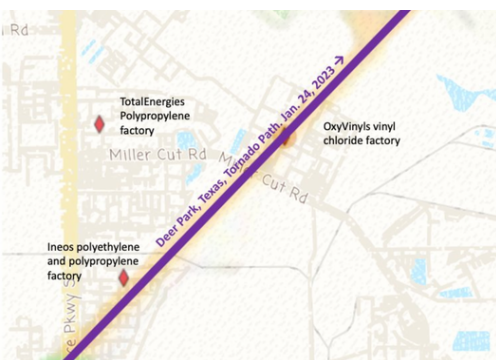 Rd
TotalEnergies
Polypropylene
factory
Deer Park, Texas, Tornado Path. Jan. 24, 2023 →
OxyVinyls vinyl
chloride factory
Miller Cut Rd
Miller Cut Rd
Ineos polyethylene
and polypropylene
factory
Pkwy S